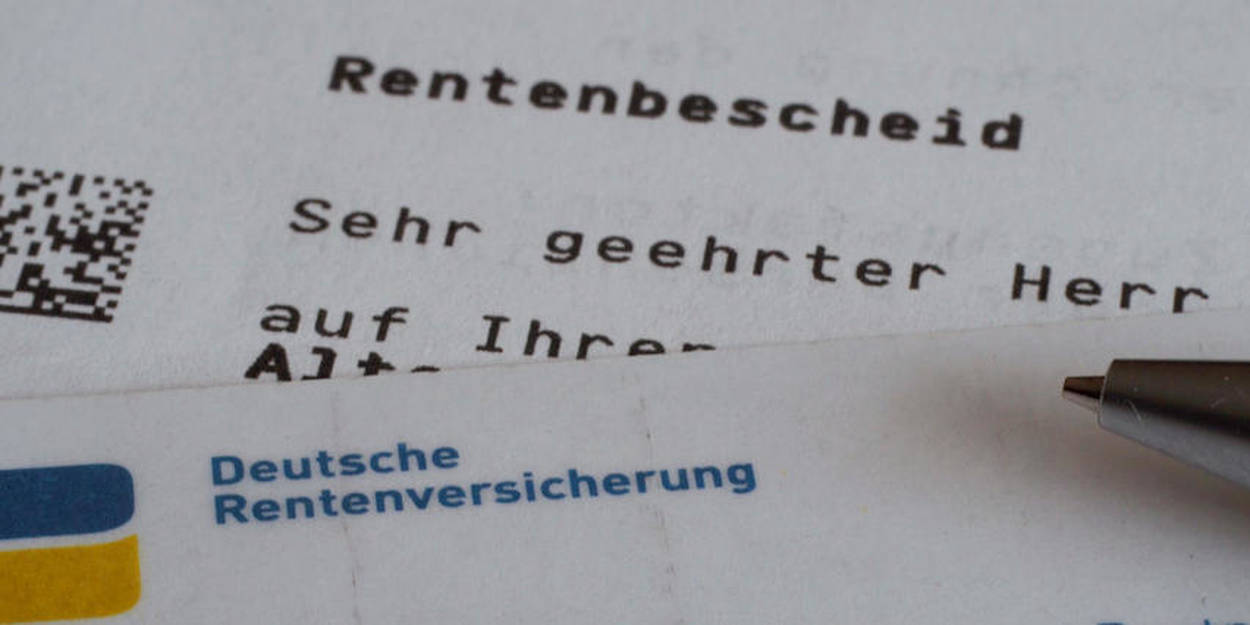 Rentenbescheid
Sehr geehrter Herr
auf Ihren
Deutsche
Rentenversicherung